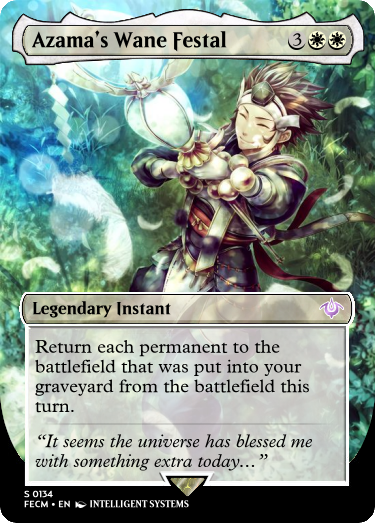 Azama's Wane Festal 3
Legendary Instant
Return each permanent to the
battlefield that was put into your
graveyard from the battlefield this
turn.
“It seems the universe has blessed me
with something extra today…”
S 0134
FECM • EN INTELLIGENT SYSTEMS